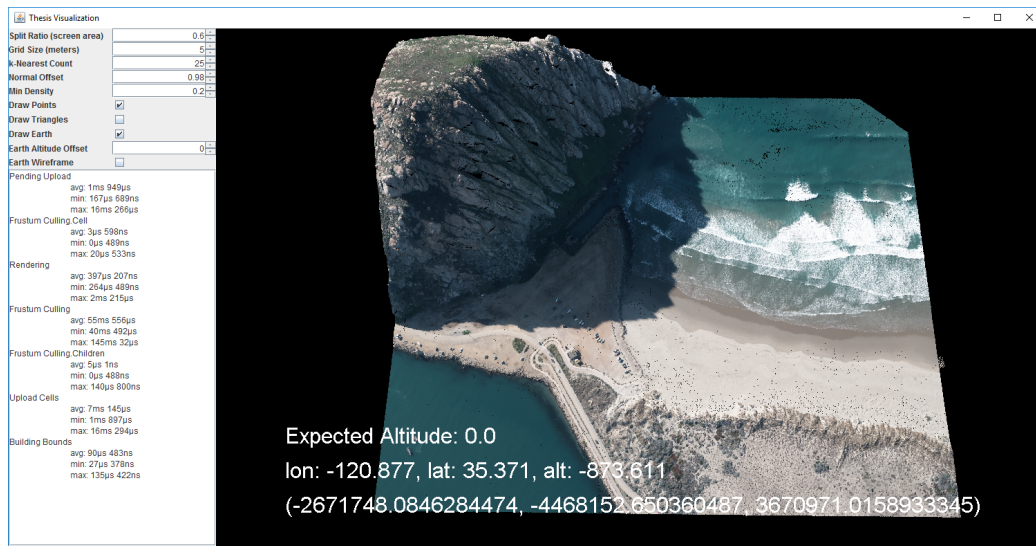 Thesis Visualization
Split Ratio (screen area) 0.6
Grid Size (meters) 5
k-Nearest Count 25
Normal Offset 0.98
Min Density 0.2
Draw Points
Draw Triangles
Draw Earth
Earth Altitude Offset 0
Earth Wireframe
Pending Upload
avg: 1ms 949µs
min: 167µs 689ns
max: 16ms 266µs
Frustum Culling.Cell
avg: 3µs 598ns
min: 0µs 489ns
max: 20µs 533ns
Rendering
avg: 397µs 207ns
min: 264µs 489ns
max: 2ms 215µs
Frustum Culling
avg: 55ms 556µs
min: 40ms 492µs
max: 145ms 32µs
Frustum Culling.Children
avg: 5µs 1ns
min: 0µs 488ns
max: 140µs 800ns
Upload Cells
avg: 7ms 145µs
min: 1ms 897µs
max: 16ms 294µs
Building Bounds
avg: 90µs 483ns
min: 27µs 378ns
max: 135µs 422ns
Expected Altitude: 0.0
lon: -120.877, lat: 35.371, alt: -873.611
(-2671748.0846284474, -4468152.650360487, 3670971.0158933345)